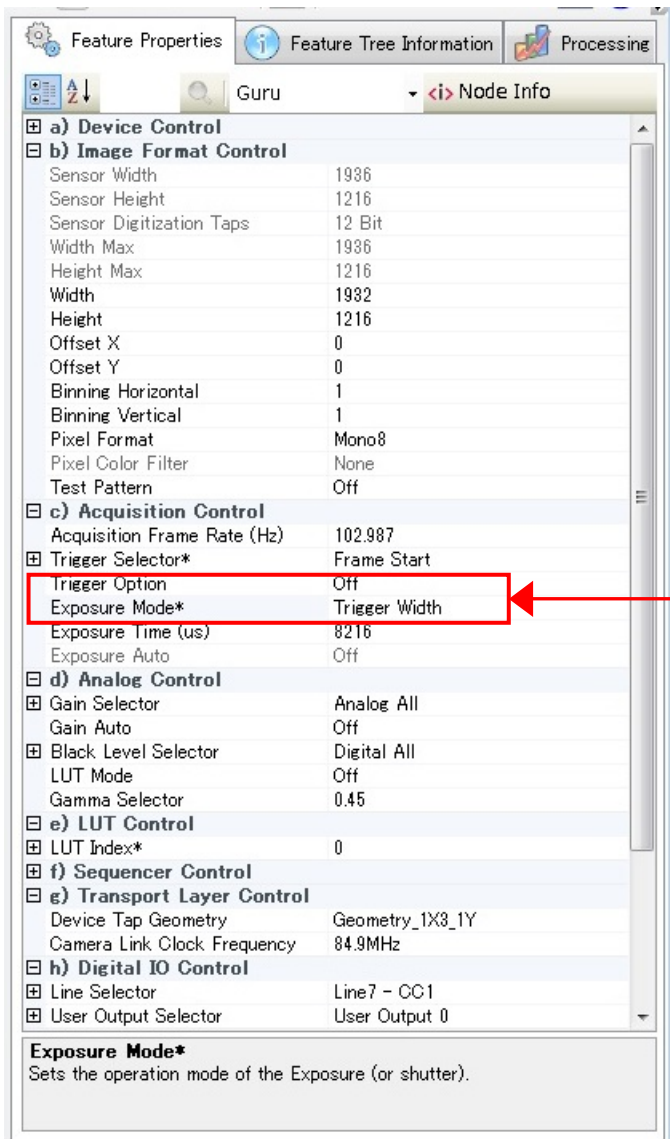 Feature Properties Feature Tree Information Processing
Guru <i> Node Info
a) Device Control
b) Image Format Control
Sensor Width 1936
Sensor Height 1216
Sensor Digitization Taps 12 Bit
Width Max 1936
Height Max 1216
Width 1932
Height 1216
Offset X 0
Offset Y 0
Binning Horizontal 1
Binning Vertical 1
Pixel Format Mono8
Pixel Color Filter None
Test Pattern Off
c) Acquisition Control
Acquisition Frame Rate (Hz) 102.987
Trigger Selector* Frame Start
Trigger Option Off
Exposure Mode* Trigger Width
Exposure Time (us) 8216
Exposure Auto Off
d) Analog Control
Gain Selector Analog All
Gain Auto Off
Black Level Selector Digital All
LUT Mode Off
Gamma Selector 0.45
e) LUT Control
LUT Index* 0
f) Sequencer Control
g) Transport Layer Control
Device Tap Geometry Geometry_1X3_1Y
Camera Link Clock Frequency 84.9MHz
h) Digital IO Control
Line Selector Line7 - CC1
User Output Selector User Output 0
Exposure Mode*
Sets the operation mode of the Exposure (or shutter).